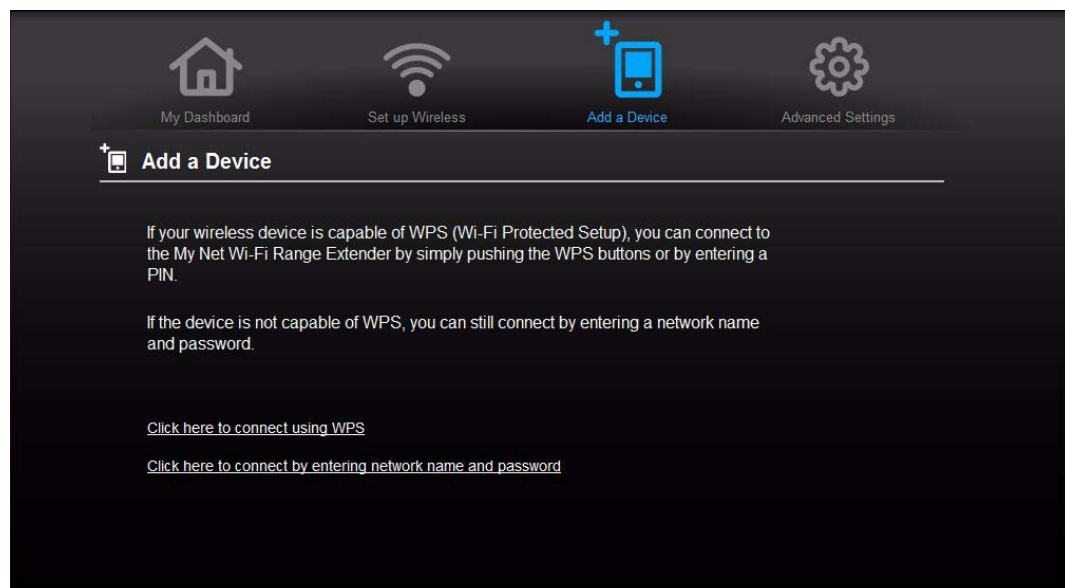 My Dashboard
Set up Wireless
Add a Device
Advanced Settings
Add a Device
If your wireless device is capable of WPS (Wi-Fi Protected Setup), you can connect to
the My Net Wi-Fi Range Extender by simply pushing the WPS buttons or by entering a
PIN.
If the device is not capable of WPS, you can still connect by entering a network name
and password.
Click here to connect using WPS
Click here to connect by entering network name and password